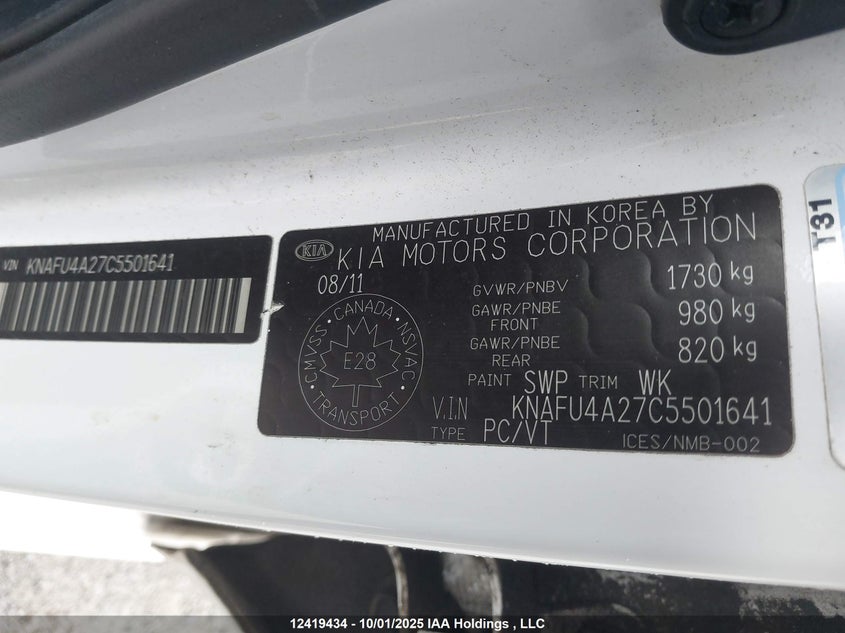 VIN KNAFU4A27C5501641
KIA
MANUFACTURED IN KOREA BY
KIA MOTORS CORPORATION
08/11
GVWR/PNBV 1730 kg
GAWR/PNBE FRONT 980 kg
GAWR/PNBE REAR 820 kg
PAINT SWP TRIM WK
V.I.N KNAFU4A27C5501641
TYPE PC/VT
ICES/NMB-002
CMVSS · CANADA · NSVAC · TRANSPORT ·
E28
T31
12419434 - 10/01/2025 IAA Holdings , LLC